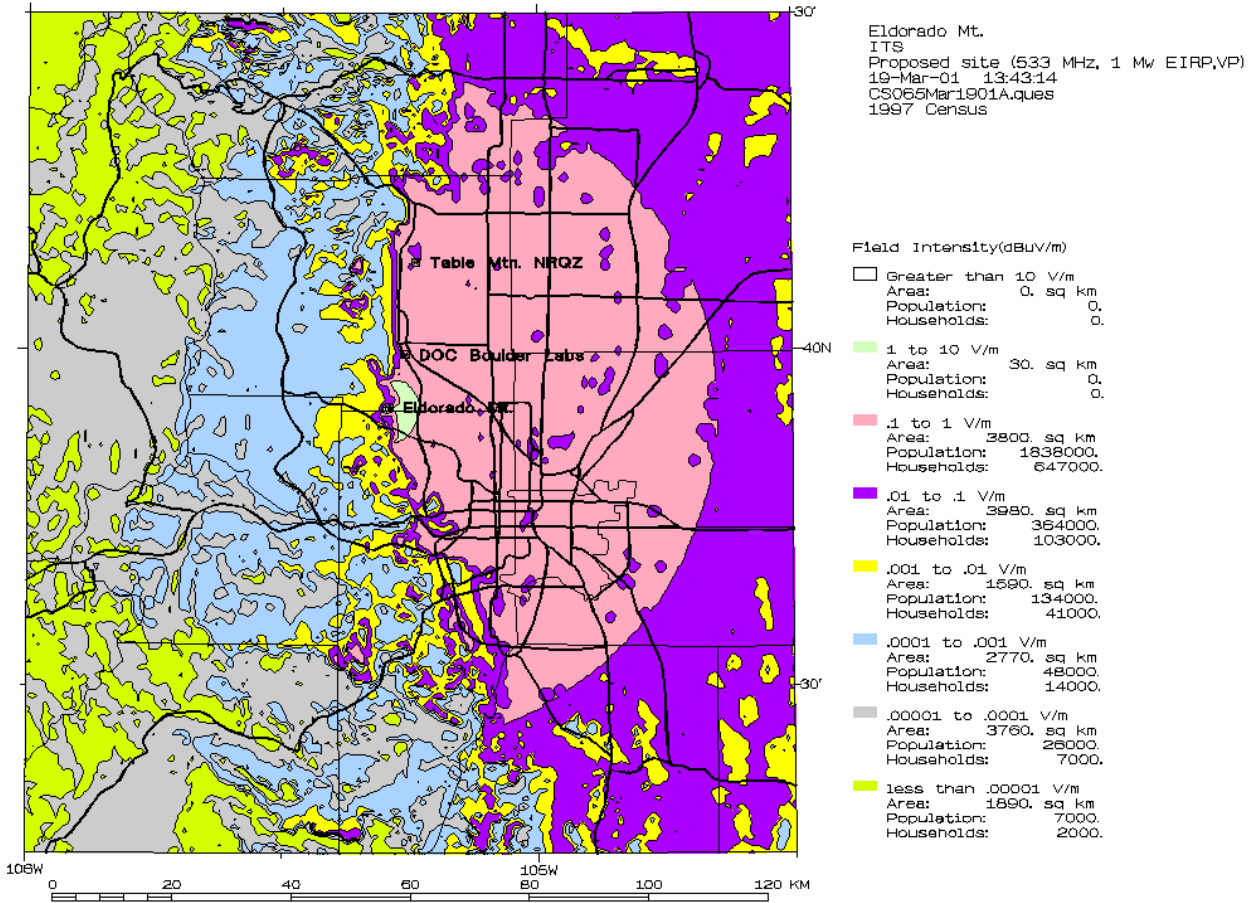 30'
Eldorado Mt.
ITS
Proposed site (533 MHz, 1 Mw EIRP,VP)
19-Mar-01 13:43:14
CS065Mar1901A.ques
1997 Census
Field Intensity(dBuV/m)
Greater than 10 V/m
Area: 0. sq km
Population: 0.
Households: 0.
1 to 10 V/m
Area: 30. sq km
Population: 0.
Households: 0.
.1 to 1 V/m
Area: 3800. sq km
Population: 1838000.
Households: 647000.
.01 to .1 V/m
Area: 3980. sq km
Population: 364000.
Households: 103000.
.001 to .01 V/m
Area: 1590. sq km
Population: 134000.
Households: 41000.
.0001 to .001 V/m
Area: 2770. sq km
Population: 48000.
Households: 14000.
.00001 to .0001 V/m
Area: 3760. sq km
Population: 26000.
Households: 7000.
less than .00001 V/m
Area: 1890. sq km
Population: 7000.
Households: 2000.
Table Mtn. NRQZ
40N
DOC Boulder Labs
Eldorado Mt.
30'
106W
105W
0 20 40 60 80 100 120 KM